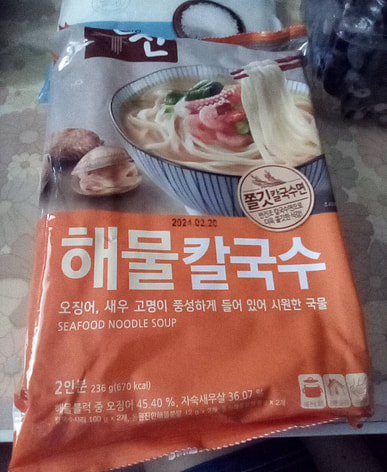 쫄깃칼국수면
2024.02.20
해물 칼국수
오징어, 새우 고명이 풍성하게 들어 있어 시원한 국물
SEAFOOD NOODLE SOUP
2인분 236 g(670 kcal)
해물블럭 중 오징어 45.40 %, 자숙새우살 36.07 %